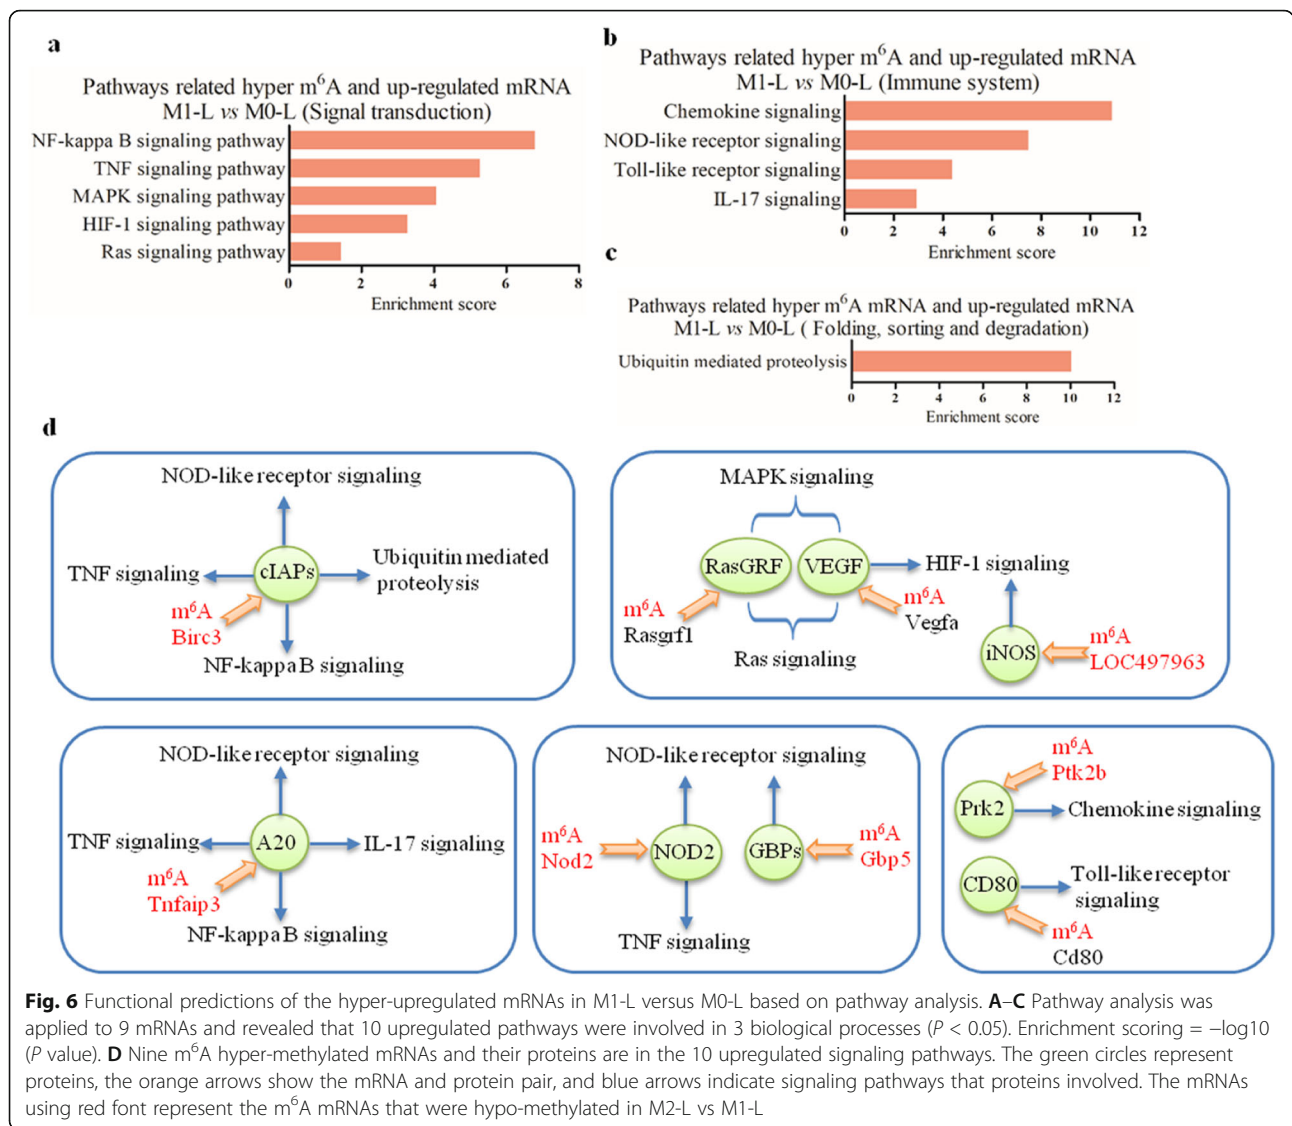 a
Pathways related hyper m⁶A and up-regulated mRNA
M1-L vs M0-L (Signal transduction)
NF-kappa B signaling pathway
TNF signaling pathway
MAPK signaling pathway
HIF-1 signaling pathway
Ras signaling pathway
0 2 4 6 8
Enrichment score
b
Pathways related hyper m⁶A and up-regulated mRNA
M1-L vs M0-L (Immune system)
Chemokine signaling
NOD-like receptor signaling
Toll-like receptor signaling
IL-17 signaling
0 2 4 6 8 10 12
Enrichment score
c
Pathways related hyper m⁶A mRNA and up-regulated mRNA
M1-L vs M0-L ( Folding, sorting and degradation)
Ubiquitin mediated proteolysis
0 2 4 6 8 10 12
Enrichment score
d
NOD-like receptor signaling
TNF signaling
cIAPs
Ubiquitin mediated
proteolysis
m⁶A
Birc3
NF-kappa B signaling
MAPK signaling
RasGRF
VEGF
HIF-1 signaling
m⁶A
Rasgrf1
m⁶A
Vegfa
Ras signaling
iNOS
m⁶A
LOC497963
NOD-like receptor signaling
TNF signaling
A20
IL-17 signaling
m⁶A
Tnfaip3
NF-kappa B signaling
NOD-like receptor signaling
m⁶A
Nod2
NOD2
GBPs
m⁶A
Gbp5
TNF signaling
m⁶A
Ptk2b
Prk2
Chemokine signaling
CD80
Toll-like receptor
signaling
m⁶A
Cd80
Fig. 6 Functional predictions of the hyper-upregulated mRNAs in M1-L versus M0-L based on pathway analysis. A–C Pathway analysis was
applied to 9 mRNAs and revealed that 10 upregulated pathways were involved in 3 biological processes (P < 0.05). Enrichment scoring = −log10
(P value). D Nine m⁶A hyper-methylated mRNAs and their proteins are in the 10 upregulated signaling pathways. The green circles represent
proteins, the orange arrows show the mRNA and protein pair, and blue arrows indicate signaling pathways that proteins involved. The mRNAs
using red font represent the m⁶A mRNAs that were hypo-methylated in M2-L vs M1-L